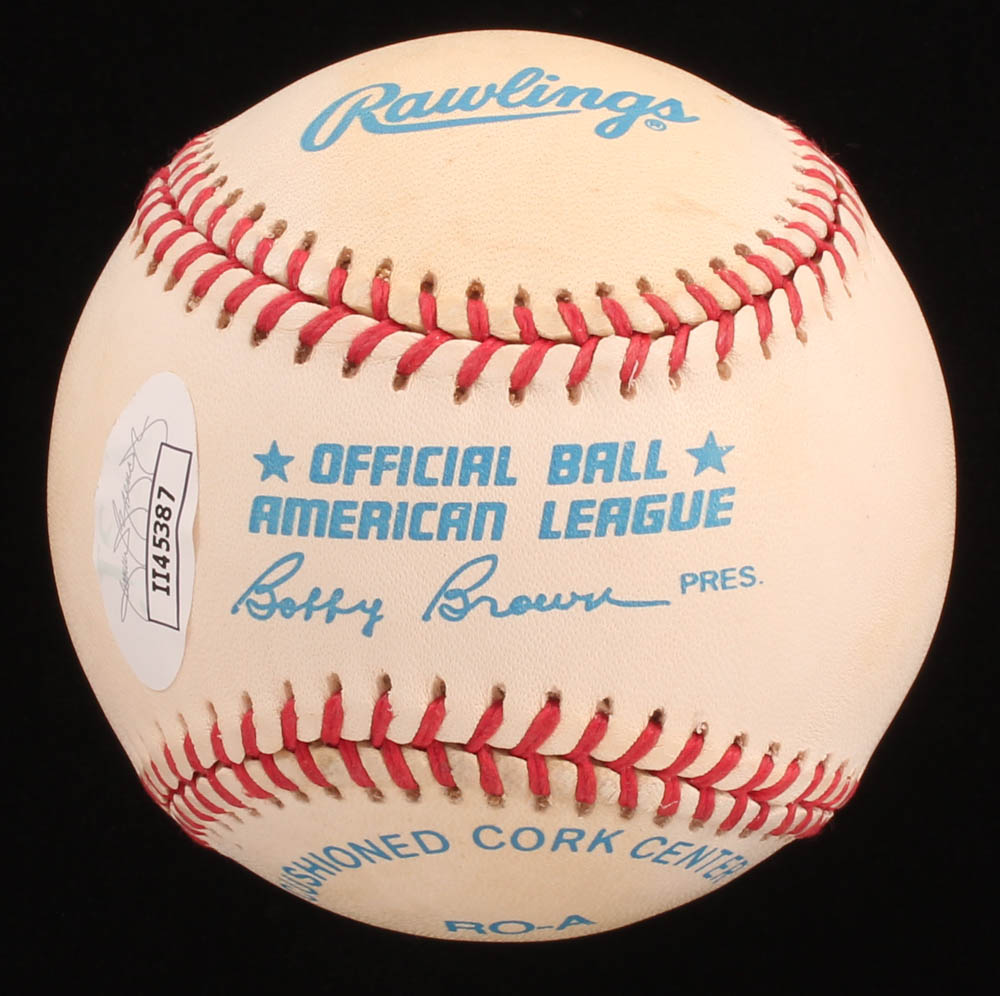 Rawlings®
★ OFFICIAL BALL ★
AMERICAN LEAGUE
Bobby Brown PRES.
II45387
CUSHIONED CORK CENTER
RO-A